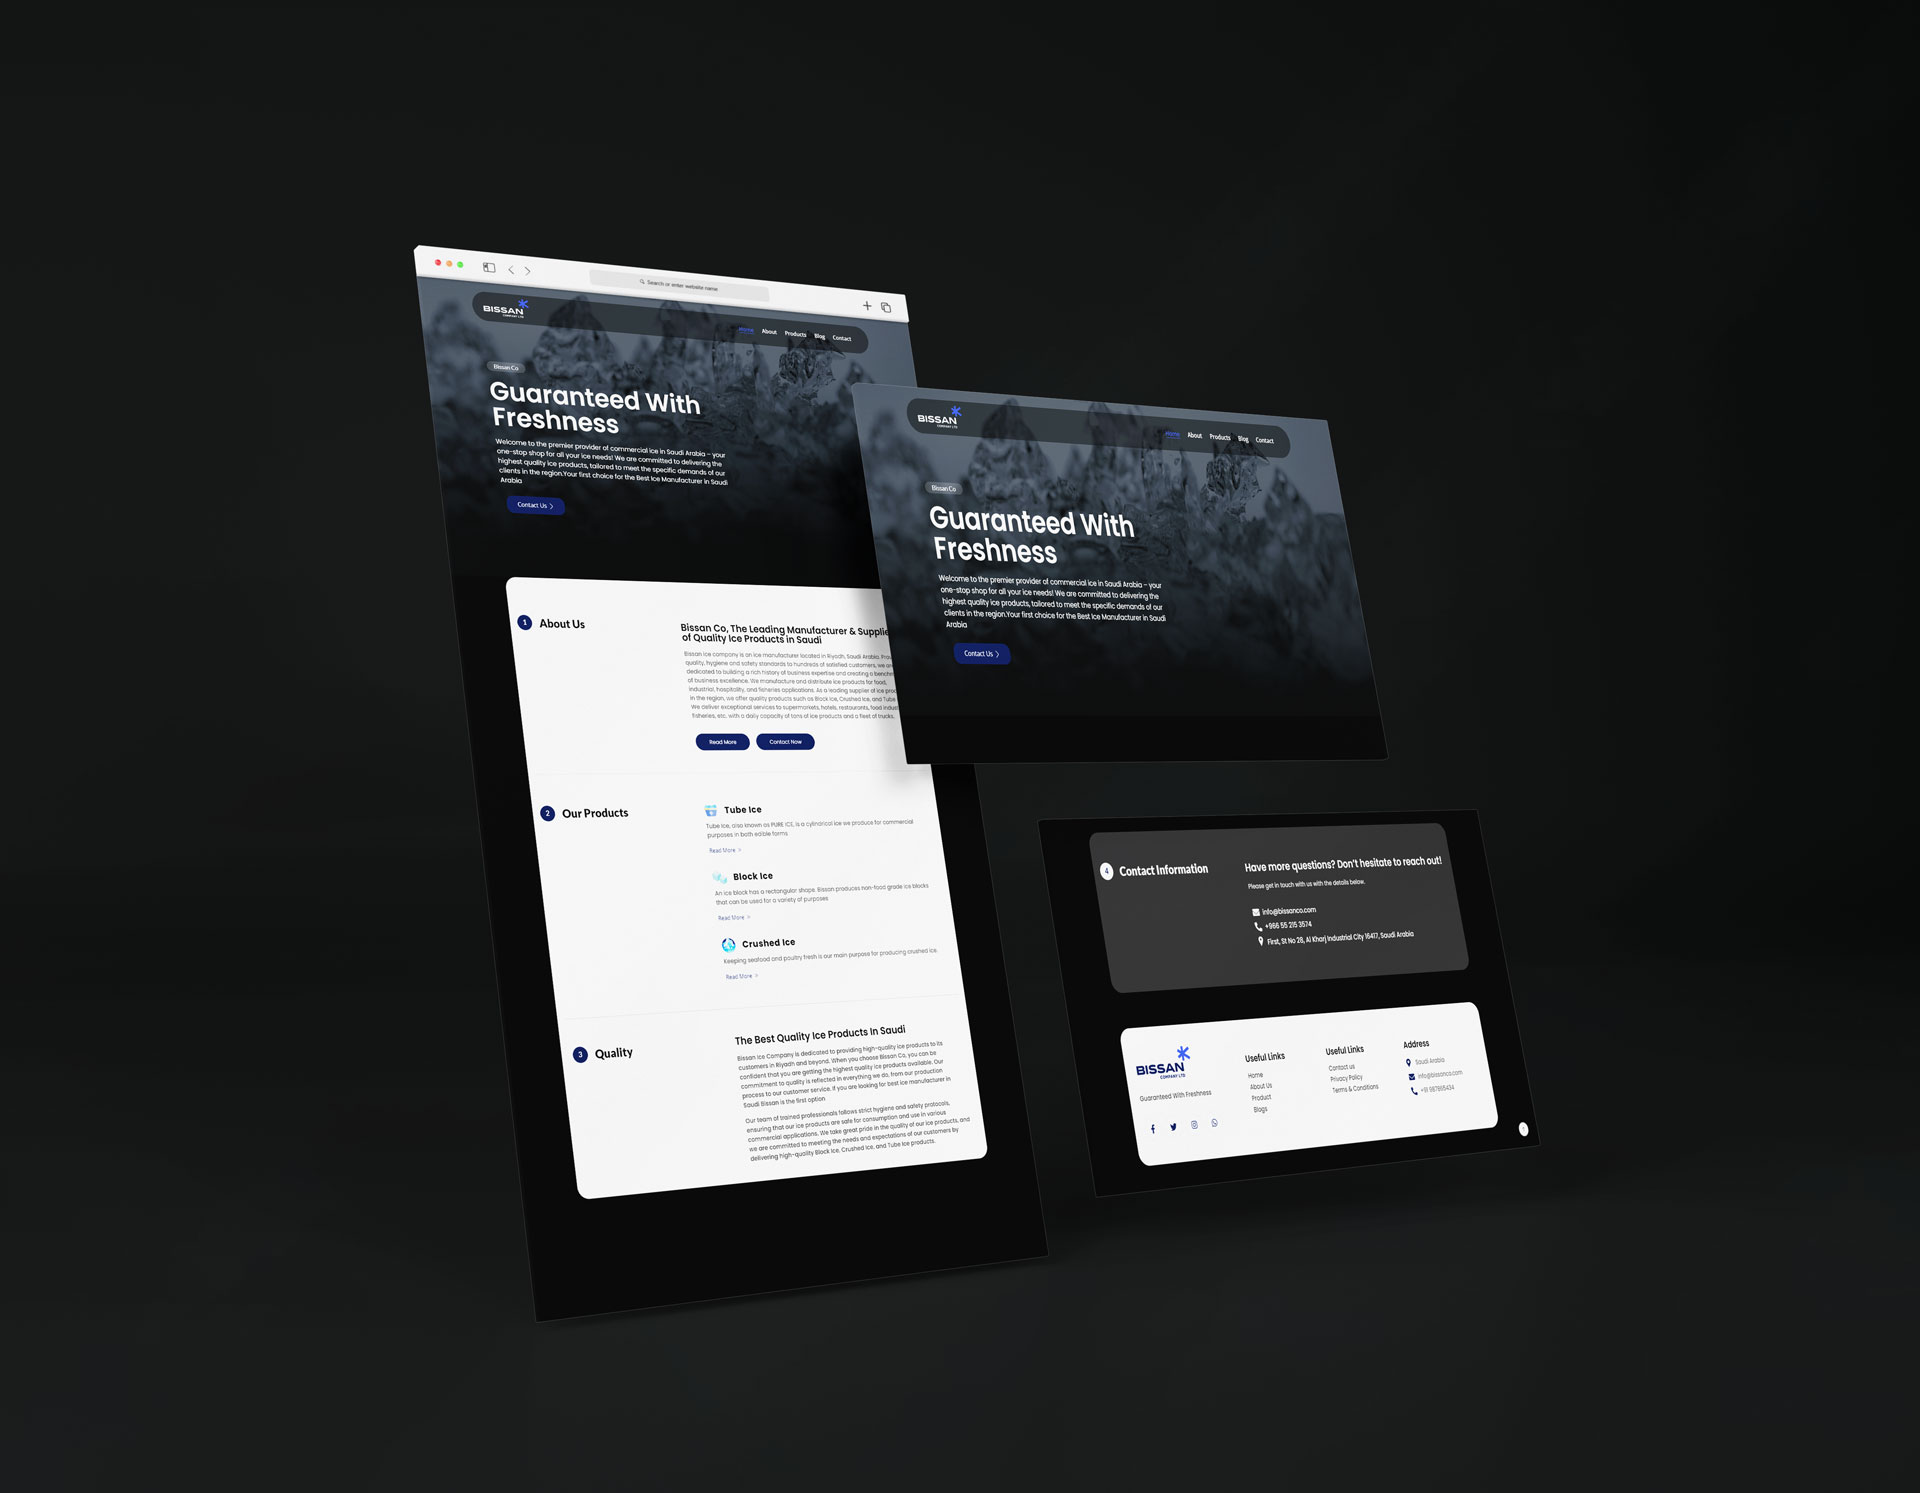 Search or enter website name
BISSAN
COMPANY LTD
Home About Products Blog Contact
Bissan Co
Guaranteed With
Freshness
Welcome to the premier provider of commercial ice in Saudi Arabia – your
one-stop shop for all your ice needs! We are committed to delivering the
highest quality ice products, tailored to meet the specific demands of our
clients in the region.Your first choice for the Best Ice Manufacturer in Saudi
Arabia
Contact Us
1 About Us
Bissan Co, The Leading Manufacturer & Supplie
of Quality Ice Products in Saudi
Bissan Ice company is an ice manufacturer located in Riyadh, Saudi Arabia.
quality, hygiene and safety standards to hundreds of satisfied customers, we are
dedicated to building a rich history of business expertise and creating a
of business excellence. We manufacture and distribute ice products for food,
industrial, hospitality, and fisheries applications. As a leading supplier of ice
in the region, we offer quality products such as Block Ice, Crushed Ice, and Tube
We deliver exceptional services to supermarkets, hotels, restaurants, food
fisheries, etc. with a daily capacity of tons of ice products and a fleet of trucks.
Read More Contact Now
2 Our Products
Tube Ice
Tube Ice, also known as PURE ICE, is a cylindrical ice we produce for commercial
purposes in both edible forms
Read More >
Block Ice
An ice block has a rectangular shape. Bissan produces non-food grade ice blocks
that can be used for a variety of purposes
Read More >
Crushed Ice
Keeping seafood and poultry fresh is our main purpose for producing crushed ice.
Read More >
3 Quality
The Best Quality Ice Products In Saudi
Bissan Ice Company is dedicated to providing high-quality ice products to its
customers in Riyadh and beyond. When you choose Bissan Co, you can be
confident that you are getting the highest quality ice products available. Our
commitment to quality is reflected in everything we do, from our production
process to our customer service. If you are looking for best ice manufacturer in
Saudi Bissan is the first option
Our team of trained professionals follows strict hygiene and safety protocols,
ensuring that our ice products are safe for consumption and use in various
commercial applications. We take great pride in the quality of our ice products, and
we are committed to meeting the needs and expectations of our customers by
delivering high-quality Block Ice, Crushed Ice, and Tube Ice products.
BISSAN
COMPANY LTD
Home About Products Blog Contact
Bissan Co
Guaranteed With
Freshness
Welcome to the premier provider of commercial ice in Saudi Arabia – your
one-stop shop for all your ice needs! We are committed to delivering the
highest quality ice products, tailored to meet the specific demands of our
clients in the region.Your first choice for the Best Ice Manufacturer in Saudi
Arabia
Contact Us
4 Contact Information
Have more questions? Don't hesitate to reach out!
Please get in touch with us with the details below.
info@bissanco.com
+966 55 215 3574
First, St No 28, Al Kharj Industrial City 16417, Saudi Arabia
BISSAN
COMPANY LTD
Guaranteed With Freshness
Useful Links
Home
About Us
Product
Blogs
Useful Links
Contact us
Privacy Policy
Terms & Conditions
Address
Saudi Arabia
info@bissanco.com